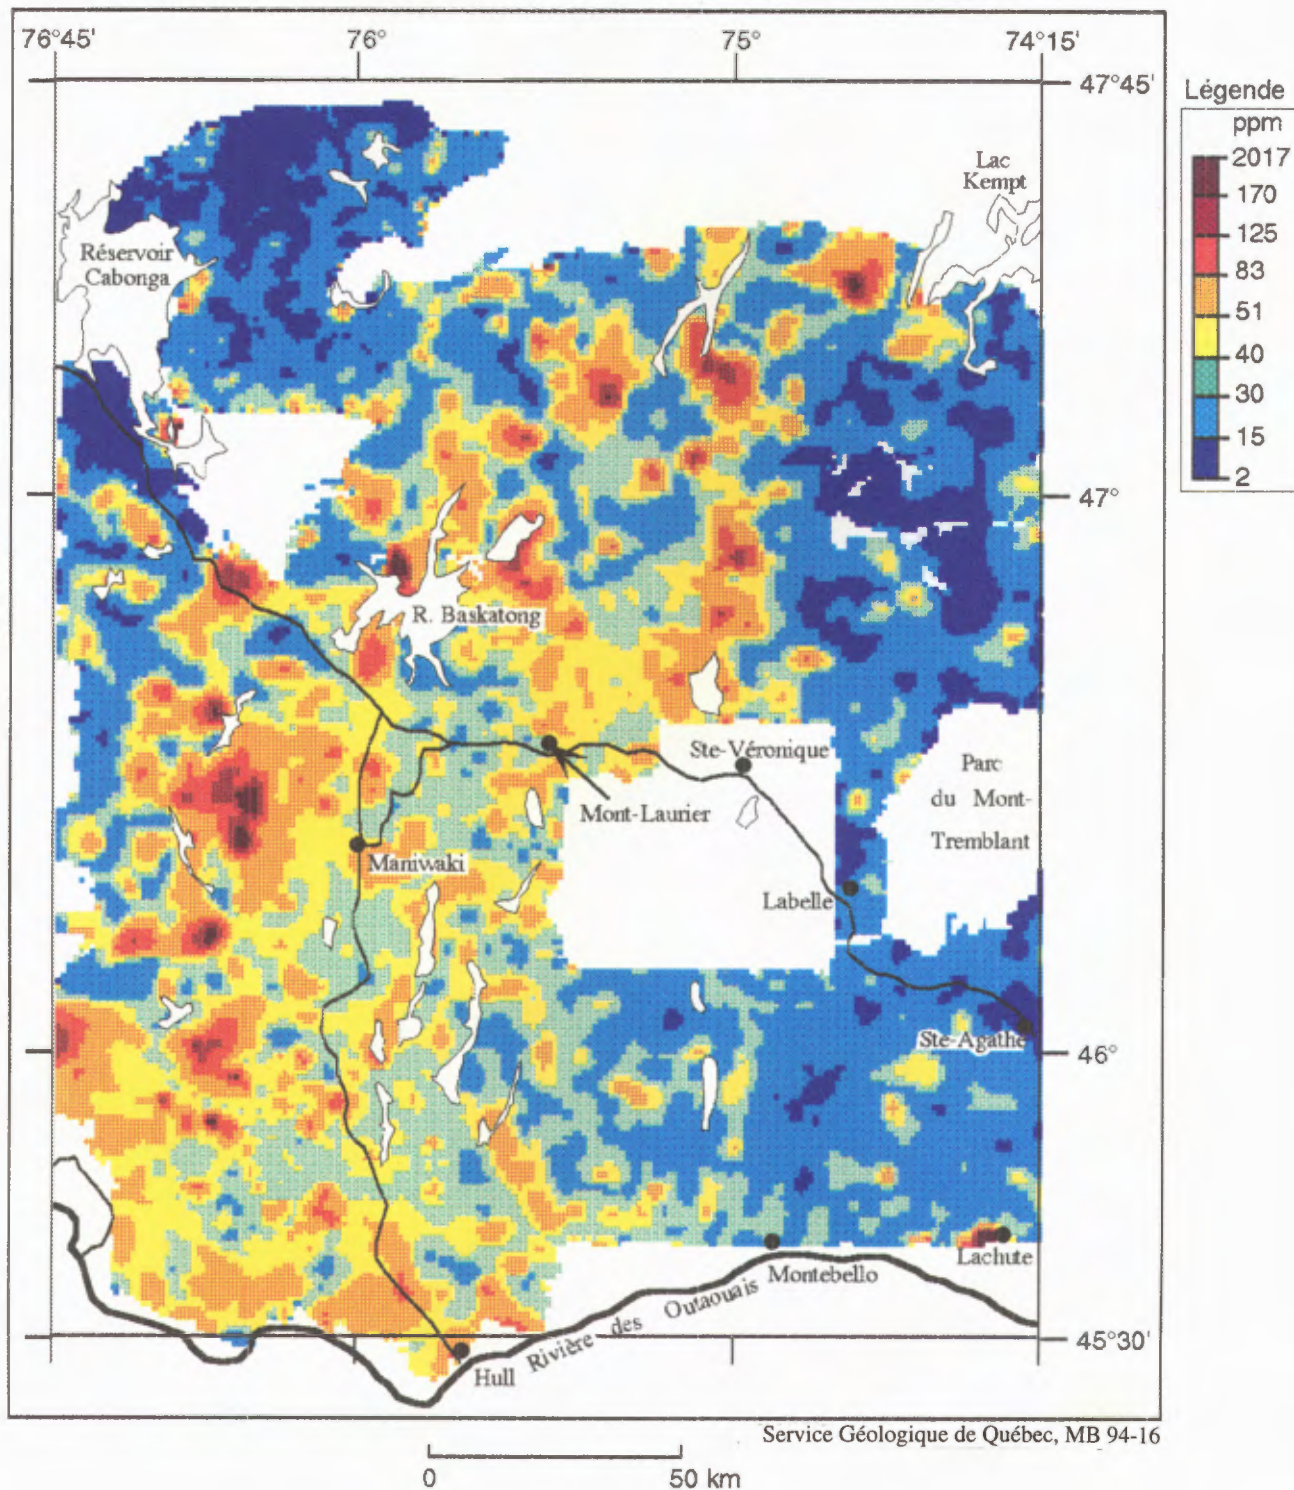 76°45'
76°
75°
74°15'
47°45'
Légende
ppm
2017
170
125
83
51
40
30
15
2
Lac
Kempt
Réservoir
Cabonga
47°
R. Baskatong
Ste-Véronique
Mont-Laurier
Parc
du Mont-
Tremblant
Maniwaki
Labelle
Ste-Agathe
46°
Lachute
Montebello
Rivière des Outaouais
45°30'
Hull
Service Géologique de Québec, MB 94-16
0
50 km